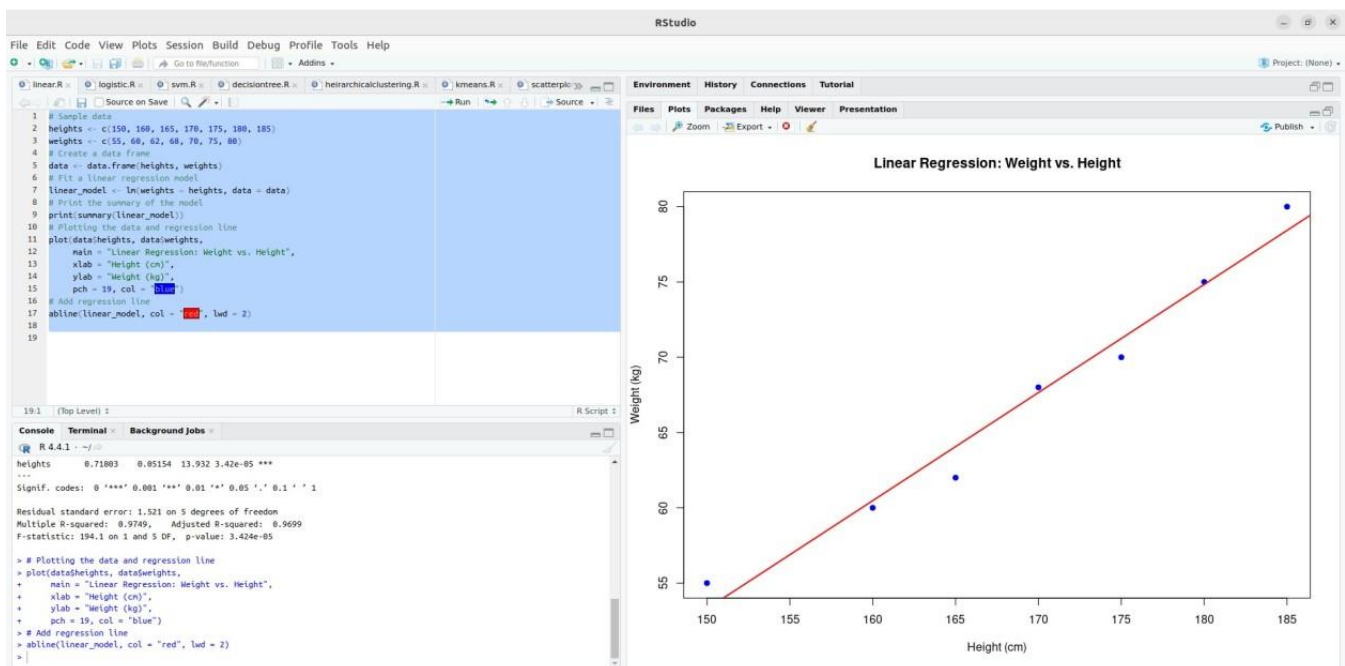 RStudio
File Edit Code View Plots Session Build Debug Profile Tools Help
Go to file/function Addins
Project: (None)
linear.R logistic.R svm.R decisiontree.R heirarchicalclustering.R kmeans.R scatterplo
Source on Save Run Source
1 # Sample data
2 heights <- c(150, 160, 165, 170, 175, 180, 185)
3 weights <- c(55, 60, 62, 68, 70, 75, 80)
4 # Create a data frame
5 data <- data.frame(heights, weights)
6 # Fit a linear regression model
7 linear_model <- lm(weights ~ heights, data = data)
8 # Print the summary of the model
9 print(summary(linear_model))
10 # Plotting the data and regression line
11 plot(data$heights, data$weights,
12 main = "Linear Regression: Weight vs. Height",
13 xlab = "Height (cm)",
14 ylab = "Weight (kg)",
15 pch = 19, col = "blue")
16 # Add regression line
17 abline(linear_model, col = "red", lwd = 2)
18
19
19:1 (Top Level) R Script
Console Terminal Background Jobs
R 4.4.1 · ~/
heights 0.71803 0.05154 13.932 3.42e-05 ***
---
Signif. codes: 0 ‘***’ 0.001 ‘**’ 0.01 ‘*’ 0.05 ‘.’ 0.1 ‘ ’ 1
Residual standard error: 1.521 on 5 degrees of freedom
Multiple R-squared: 0.9749, Adjusted R-squared: 0.9699
F-statistic: 194.1 on 1 and 5 DF, p-value: 3.424e-05
> # Plotting the data and regression line
> plot(data$heights, data$weights,
+ main = "Linear Regression: Weight vs. Height",
+ xlab = "Height (cm)",
+ ylab = "Weight (kg)",
+ pch = 19, col = "blue")
> # Add regression line
> abline(linear_model, col = "red", lwd = 2)
>
Environment History Connections Tutorial
Files Plots Packages Help Viewer Presentation
Zoom Export Publish
Linear Regression: Weight vs. Height
80
75
70
65
60
55
Weight (kg)
150 155 160 165 170 175 180 185
Height (cm)